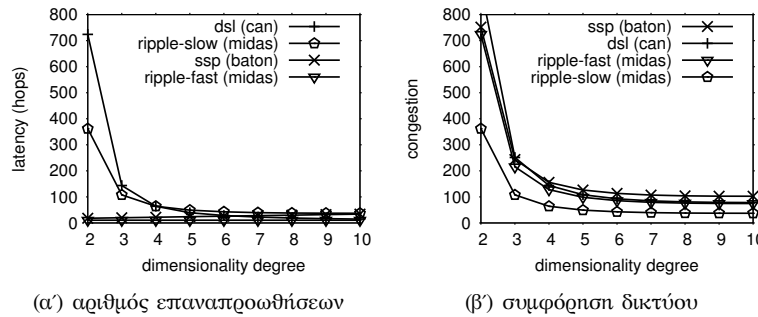 800
700
600
500
400
300
200
100
0
latency (hops)
dsl (can)
ripple-slow (midas)
ssp (baton)
ripple-fast (midas)
2 3 4 5 6 7 8 9 10
dimensionality degree
(αʹ) αριθμός επαναπροωθήσεων
800
700
600
500
400
300
200
100
0
congestion
ssp (baton)
dsl (can)
ripple-fast (midas)
ripple-slow (midas)
2 3 4 5 6 7 8 9 10
dimensionality degree
(βʹ) συμφόρηση δικτύου